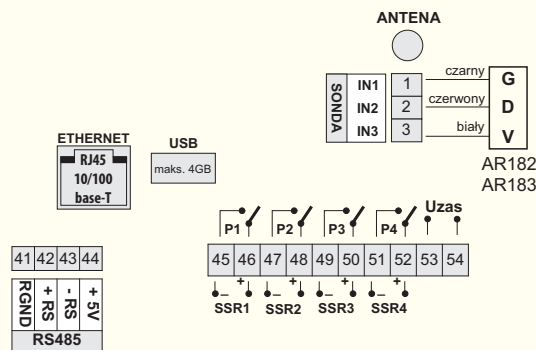 ANTENA
SONDA
IN1 1 czarny G
IN2 2 czerwony D
IN3 3 biały V
AR182
AR183
ETHERNET
RJ45
10/100
base-T
USB
maks. 4GB
P1 P2 P3 P4 Uzas
45 46 47 48 49 50 51 52 53 54
– + – + – + – +
SSR1 SSR2 SSR3 SSR4
41 42 43 44
RGND + RS - RS + 5V
RS485